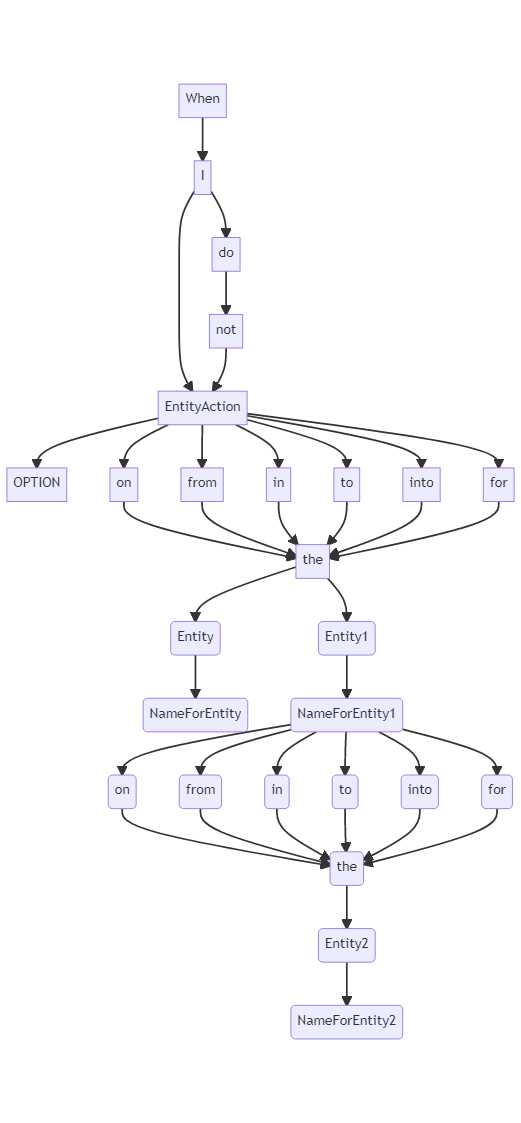 When
I
do
not
EntityAction
OPTION on from in to into for
the
Entity Entity1
NameForEntity NameForEntity1
on from in to into for
the
Entity2
NameForEntity2